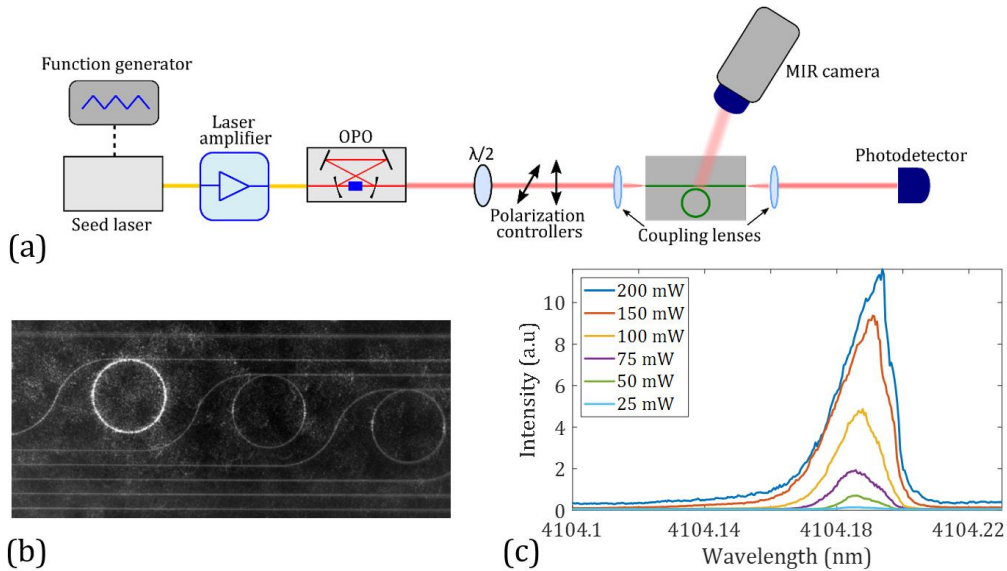 Function generator
Seed laser
Laser
amplifier
OPO
λ/2
Polarization
controllers
Coupling lenses
MIR camera
Photodetector
(a)
(b)
(c)
Intensity (a.u)
10
8
6
4
2
0
200 mW
150 mW
100 mW
75 mW
50 mW
25 mW
4104.1
4104.14
4104.18
4104.22
Wavelength (nm)